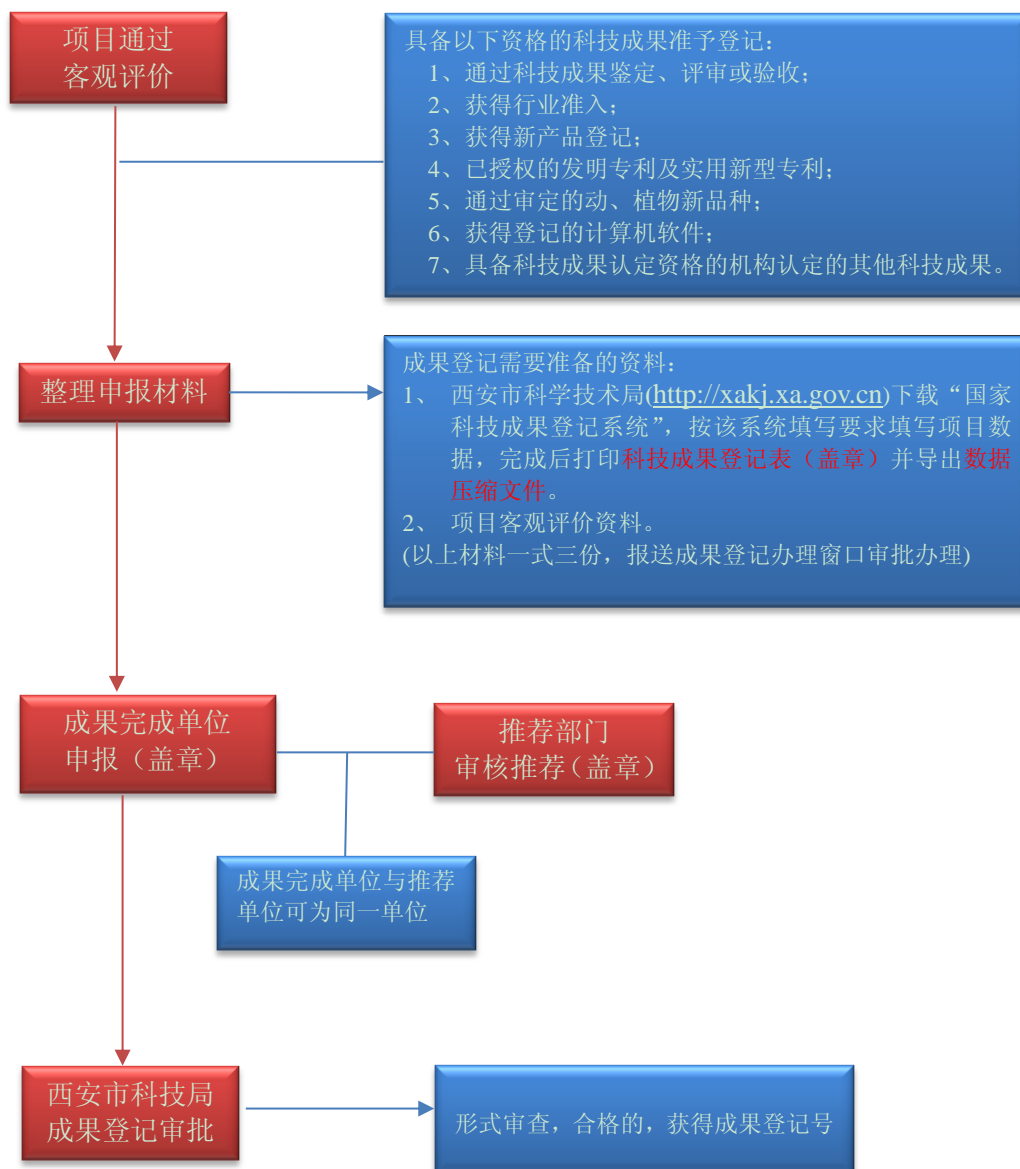 项目通过
客观评价
具备以下资格的科技成果准予登记：
1、通过科技成果鉴定、评审或验收；
2、获得行业准入；
3、获得新产品登记；
4、已授权的发明专利及实用新型专利；
5、通过审定的动、植物新品种；
6、获得登记的计算机软件；
7、具备科技成果认定资格的机构认定的其他科技成果。
整理申报材料
成果登记需要准备的资料：
1、 西安市科学技术局(http://xakj.xa.gov.cn)下载“国家
科技成果登记系统”，按该系统填写要求填写项目数
据，完成后打印科技成果登记表（盖章）并导出数据
压缩文件。
2、 项目客观评价资料。
(以上材料一式三份，报送成果登记办理窗口审批办理)
成果完成单位
申报（盖章）
推荐部门
审核推荐（盖章）
成果完成单位与推荐
单位可为同一单位
西安市科技局
成果登记审批
形式审查，合格的，获得成果登记号